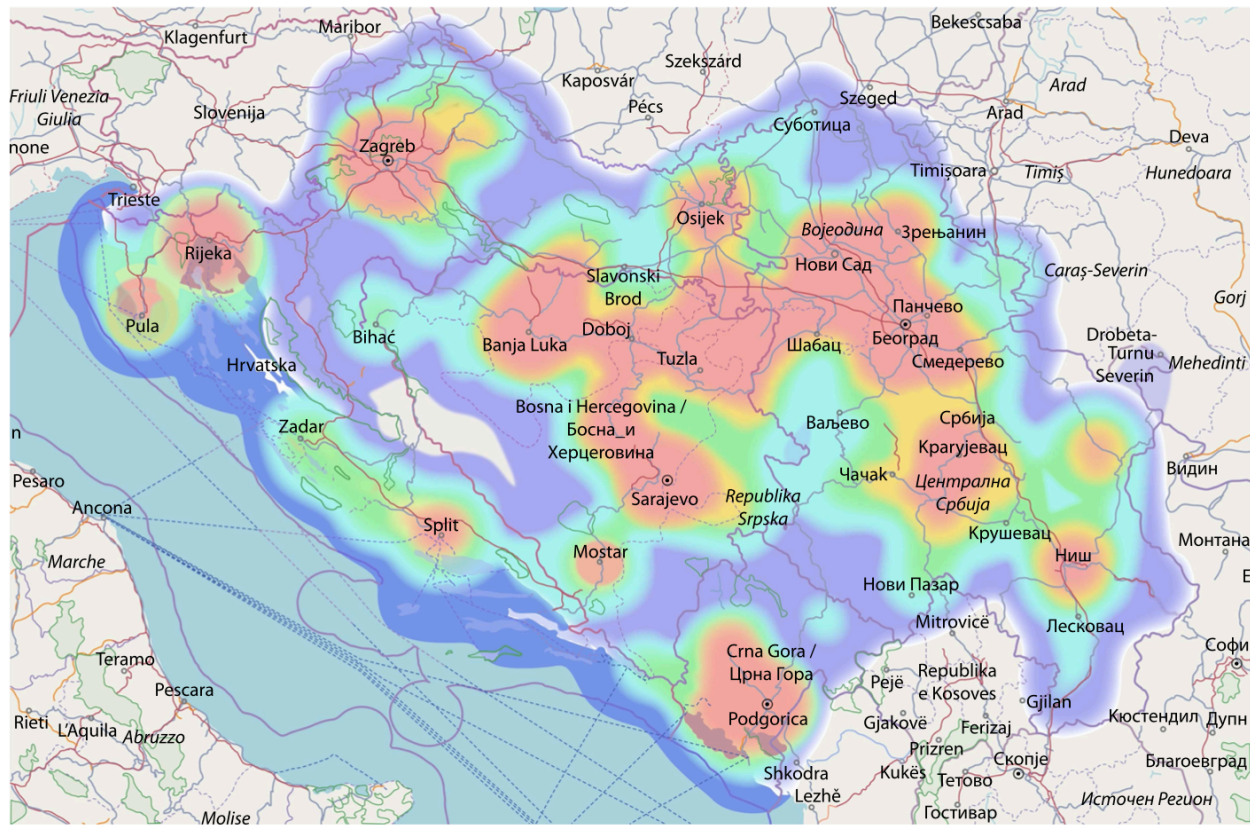 Klagenfurt
Maribor
Bekescsaba
Szekszárd
Kaposvár
Friuli Venezia
Giulia
Slovenija
Pécs
Szeged
Arad
Arad
none
Zagreb
Суботица
Deva
Trieste
Timișoara
Timiș
Hunedoara
Osijek
Војеодина
Зрењанин
Rijeka
Нови Сад
Caraș-Severin
Slavonski
Brod
Gorj
Pula
Панчево
Bihać
Banja Luka
Doboj
Шабац
Београд
Drobeta-
Turnu
Severin
Mehedinti
Hrvatska
Tuzla
Смедерево
Bosna i Hercegovina /
Босна_и
Херцеговина
Ваљево
Србија
Zadar
n
Крагујевац
Видин
Pesaro
Чачак
Централна
Србија
Ancona
Sarajevo
Republika
Srpska
Split
Крушевац
Монтана
Marche
Mostar
Ниш
Е
Нови Пазар
Mitrovicë
Лесковац
Teramo
Crna Gora /
Црна Гора
Софи
Pejë
Republika
e Kosoves
Pescara
Gjilan
Rieti
L'Aquila
Abruzzo
Podgorica
Gjakovë
Ferizaj
Кюстендил
Дупн
Prizren
Shkodra
Kukës
Скопје
Тетово
Благоевград
Lezhë
Источен Регион
Molise
Гостивар